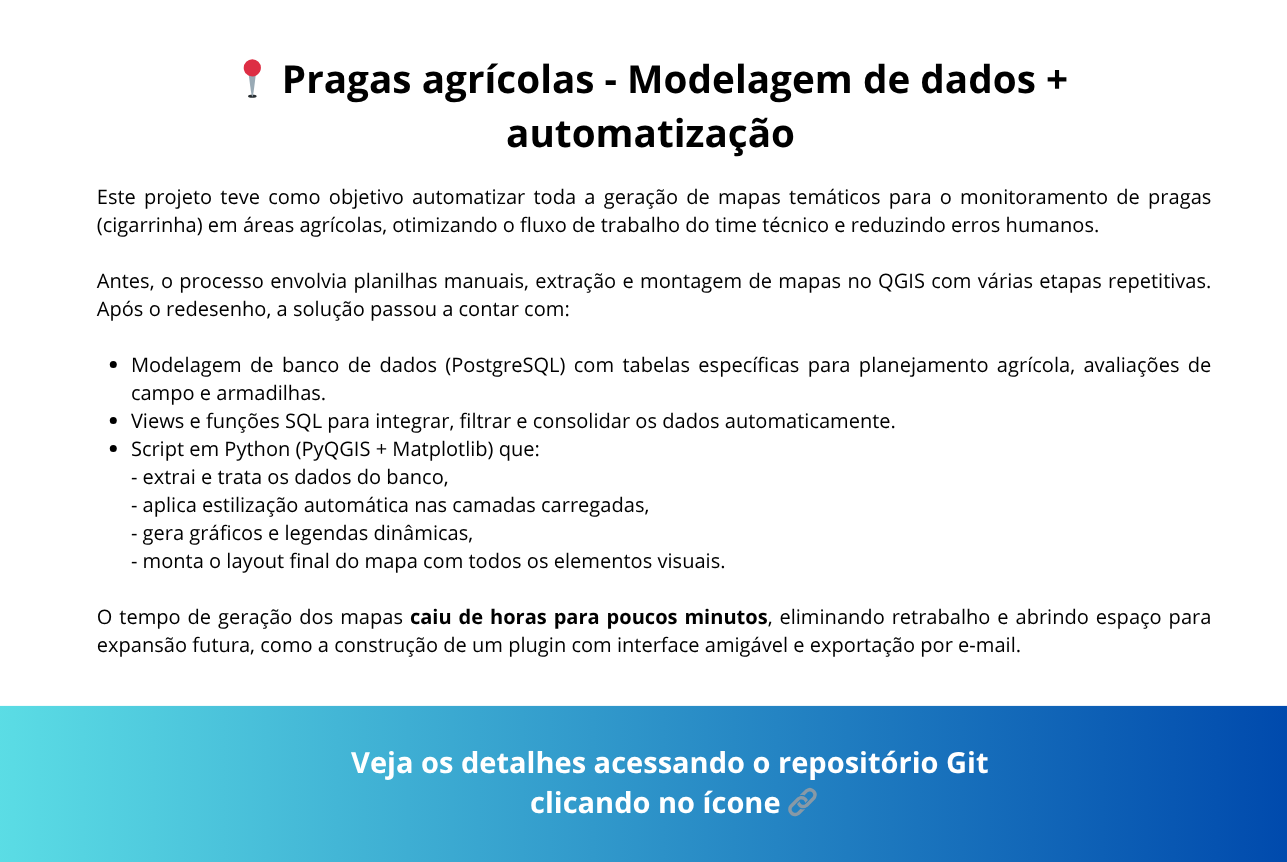 📍 Pragas agrícolas - Modelagem de dados +
automatização
Este projeto teve como objetivo automatizar toda a geração de mapas temáticos para o monitoramento de pragas
(cigarrinha) em áreas agrícolas, otimizando o fluxo de trabalho do time técnico e reduzindo erros humanos.
Antes, o processo envolvia planilhas manuais, extração e montagem de mapas no QGIS com várias etapas repetitivas.
Após o redesenho, a solução passou a contar com:
• Modelagem de banco de dados (PostgreSQL) com tabelas específicas para planejamento agrícola, avaliações de
campo e armadilhas.
• Views e funções SQL para integrar, filtrar e consolidar os dados automaticamente.
• Script em Python (PyQGIS + Matplotlib) que:
- extrai e trata os dados do banco,
- aplica estilização automática nas camadas carregadas,
- gera gráficos e legendas dinâmicas,
- monta o layout final do mapa com todos os elementos visuais.
O tempo de geração dos mapas caiu de horas para poucos minutos, eliminando retrabalho e abrindo espaço para
expansão futura, como a construção de um plugin com interface amigável e exportação por e-mail.
Veja os detalhes acessando o repositório Git
clicando no ícone 🔗